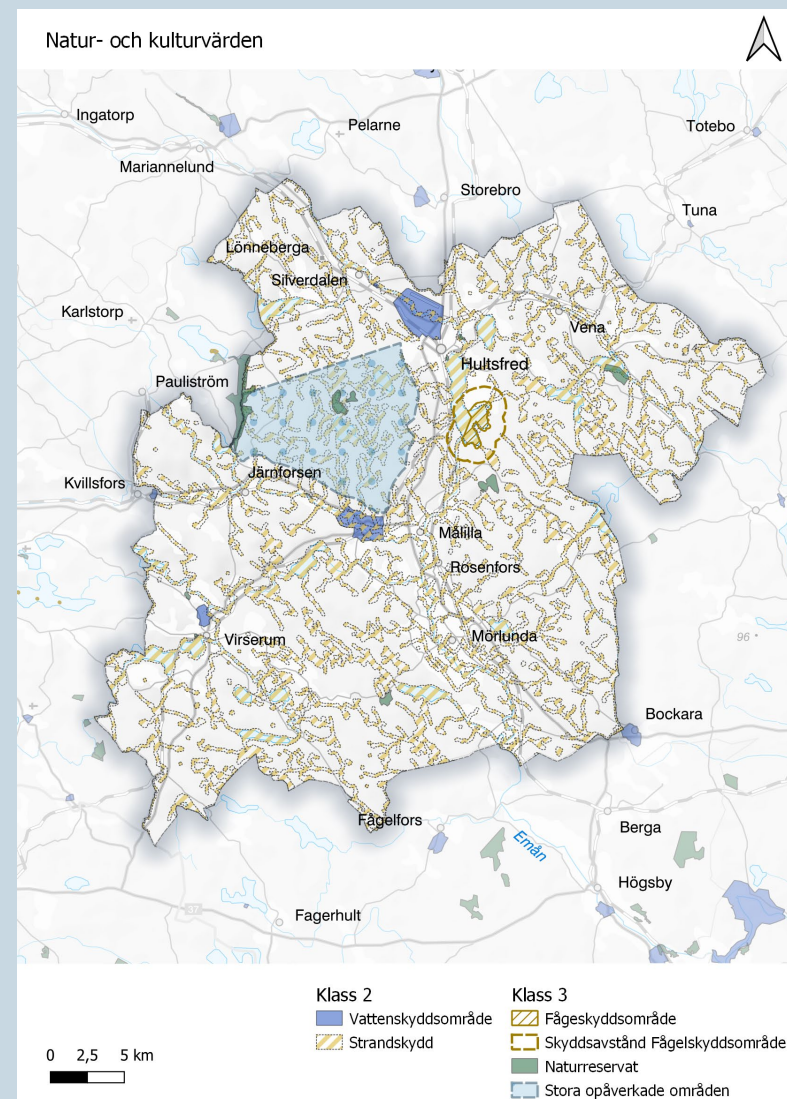 Natur- och kulturvärden
Ingatorp
Pelarne
Totebo
Mariannelund
Storebro
Tuna
Lönneberga
Silverdalen
Karlstorp
Vena
Hultsfred
Pauliström
Järnforsen
Kvillsfors
Målilla
Rosenfors
Virserum
Mörlunda
96
Bockara
Fågelfors
Emån
Berga
Högsby
Fagerhult
37
Klass 2
Vattenskyddsområde
Strandskydd
Klass 3
Fågeskyddsområde
Skyddsavstånd Fågelskyddsområde
Naturreservat
Stora opåverkade områden
0 2,5 5 km